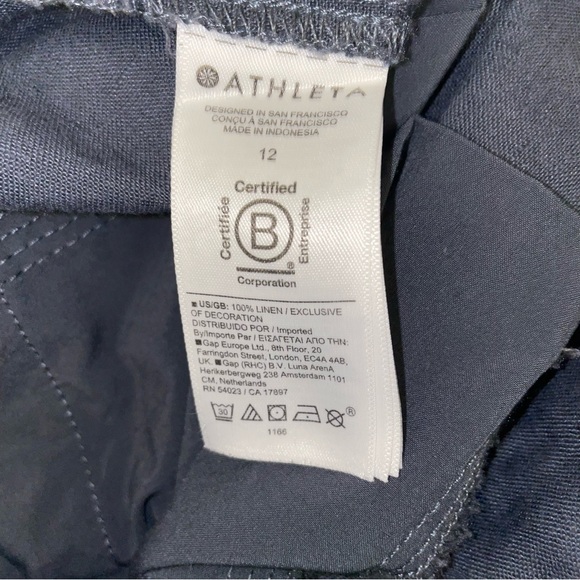 ATHLETA
DESIGNED IN SAN FRANCISCO
CONÇU À SAN FRANCISCO
MADE IN INDONESIA
12
Certified
Certifiée
B
Entreprise
®
Corporation
■ US/GB: 100% LINEN / EXCLUSIVE
OF DECORATION
DISTRIBUIDO POR / Imported
By/Importe Par / ΕΙΣΑΓΕΤΑΙ ΑΠΟ ΤΗΝ:
■ Gap Europe Ltd., 8th Floor, 20
Farringdon Street, London, EC4A 4AB,
UK. ■ Gap (RHC) B.V. Luna ArenA
Herikerbergweg 238 Amsterdam 1101
CM, Netherlands
RN 54023 / CA 17897
30 ®
1166